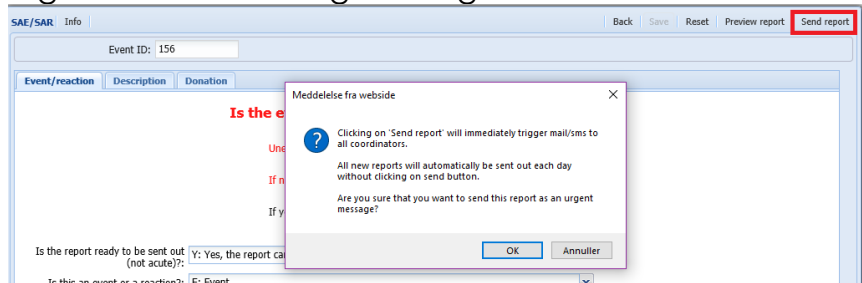 SAE/SAR Info Back Save Reset Preview report Send report
Event ID: 156
Event/reaction Description Donation
Meddelelse fra webside
Is the
Clicking on 'Send report' will immediately trigger mail/sms to
all coordinators.
All new reports will automatically be sent out each day
without clicking on send button.
Are you sure that you want to send this report as an urgent
message?
If
OK Annuller
Is the report ready to be sent out
(not acute)?:
Y: Yes, the report
Is this an event or a reaction?: E: Event